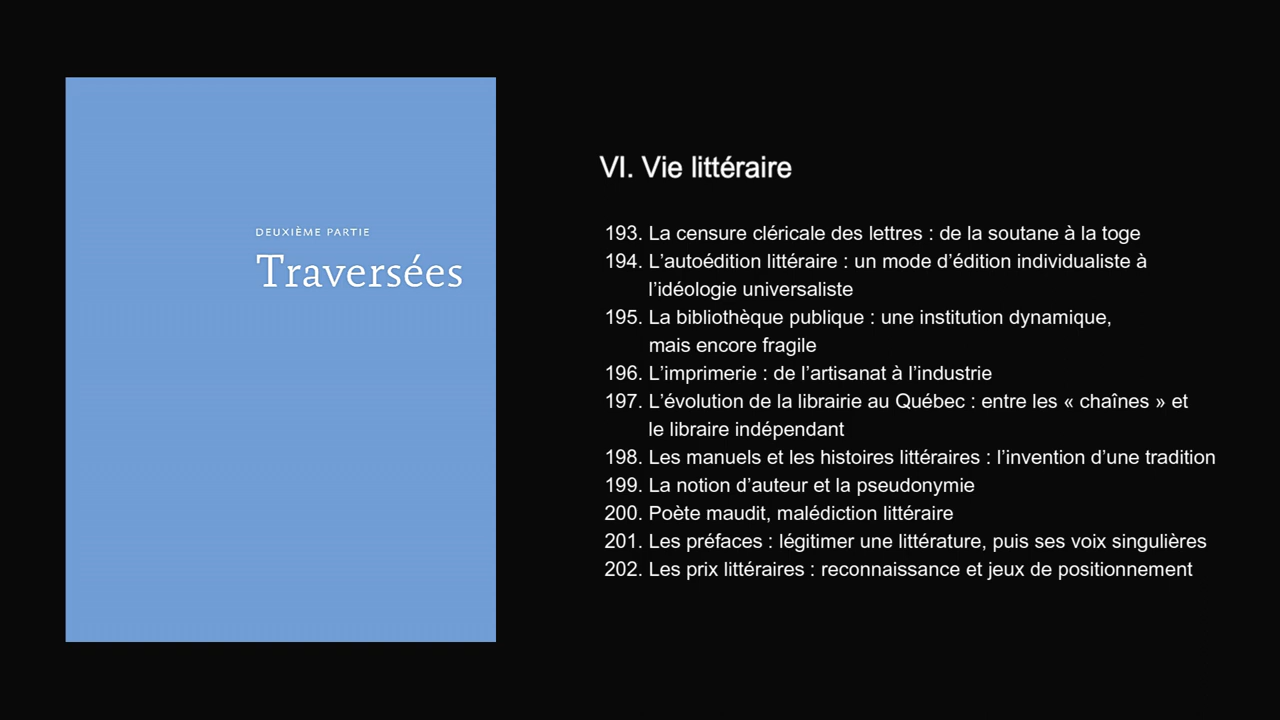 DEUXIÈME PARTIE
Traversées
VI. Vie littéraire
193. La censure cléricale des lettres : de la soutane à la toge
194. L’autoédition littéraire : un mode d’édition individualiste à
l’idéologie universaliste
195. La bibliothèque publique : une institution dynamique,
mais encore fragile
196. L’imprimerie : de l’artisanat à l’industrie
197. L’évolution de la librairie au Québec : entre les « chaînes » et
le libraire indépendant
198. Les manuels et les histoires littéraires : l’invention d’une tradition
199. La notion d’auteur et la pseudonymie
200. Poète maudit, malédiction littéraire
201. Les préfaces : légitimer une littérature, puis ses voix singulières
202. Les prix littéraires : reconnaissance et jeux de positionnement